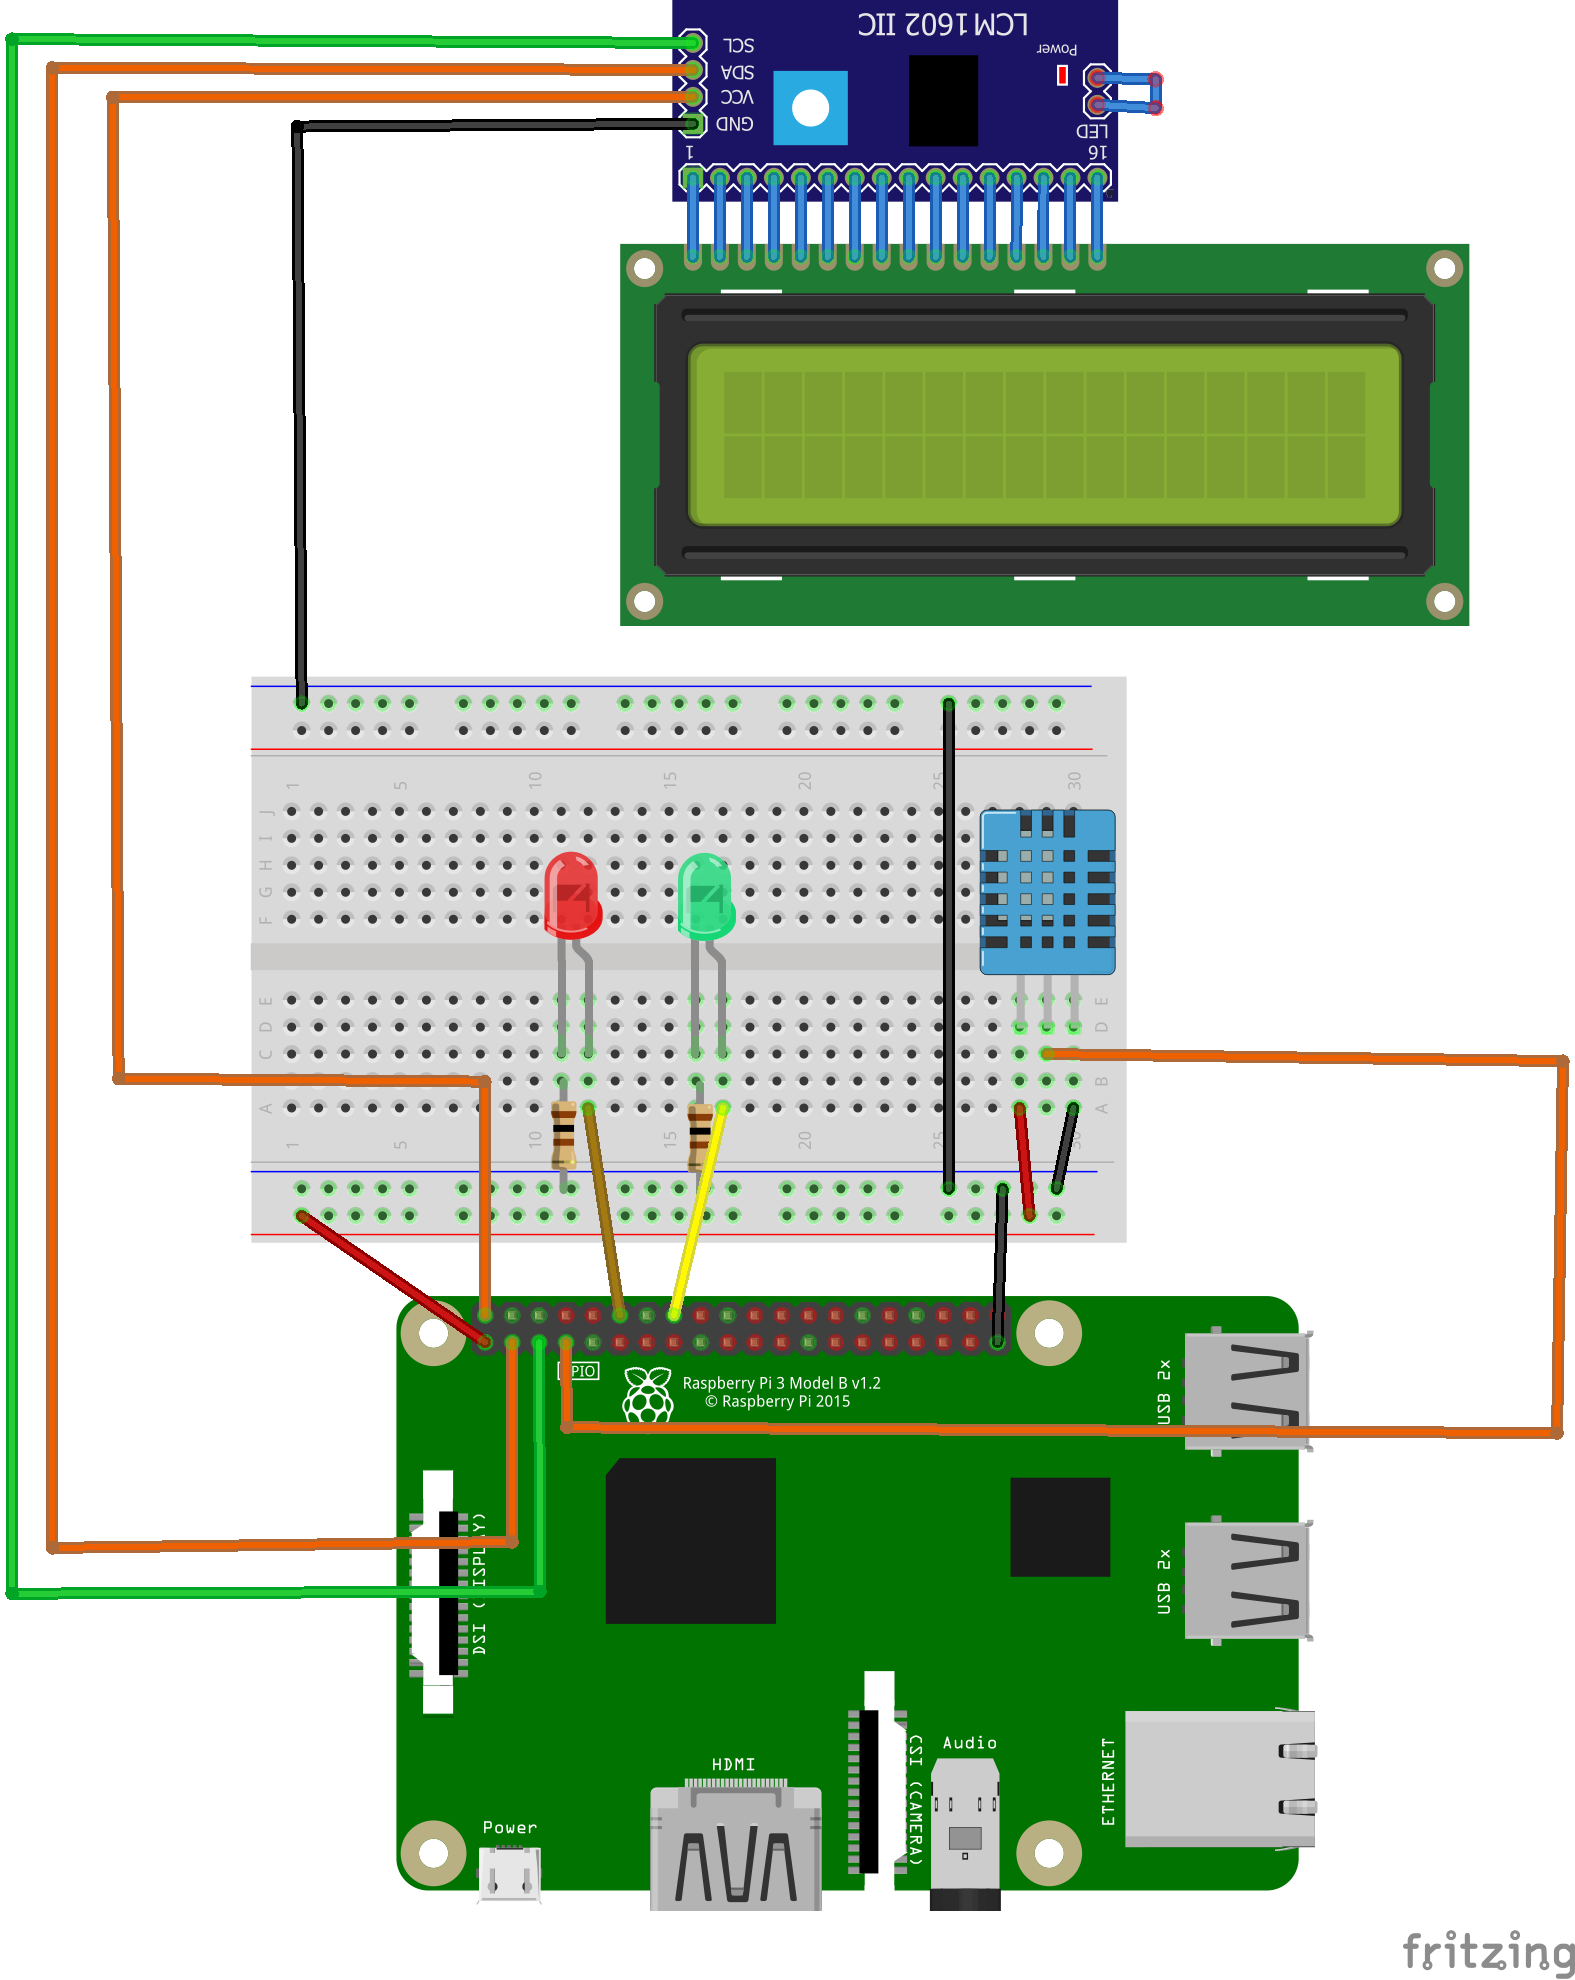 LCM1602 IIC
SCL
SDA
VCC
GND
Power
LED
1
16
1 5 10 15 20 25 30
J
I
H
G
F
E E
D D
C
B
A A
1 5 10 15 20 25 30
GPIO
Raspberry Pi 3 Model B v1.2
© Raspberry Pi 2015
USB 2x
USB 2x
DSI (DISPLAY)
HDMI
CSI (CAMERA)
Audio
ETHERNET
Power
fritzing